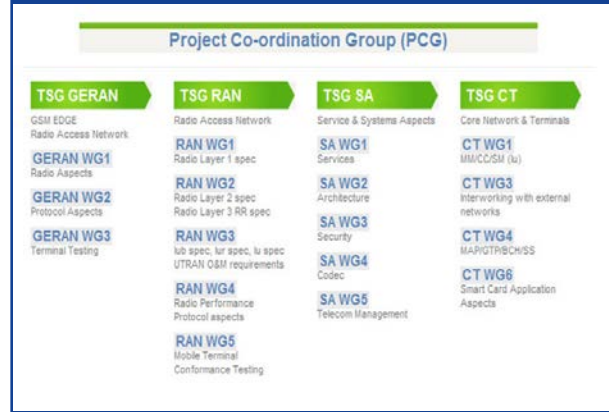 Project Co-ordination Group (PCG)
TSG GERAN
GSM EDGE
Radio Access Network
GERAN WG1
Radio Aspects
GERAN WG2
Protocol Aspects
GERAN WG3
Terminal Testing
TSG RAN
Radio Access Network
RAN WG1
Radio Layer 1 spec
RAN WG2
Radio Layer 2 spec
Radio Layer 3 RR spec
RAN WG3
Iub spec, Iur spec, Iu spec
UTRAN O&M requirements
RAN WG4
Radio Performance
Protocol aspects
RAN WG5
Mobile Terminal
Conformance Testing
TSG SA
Service & Systems Aspects
SA WG1
Services
SA WG2
Architecture
SA WG3
Security
SA WG4
Codec
SA WG5
Telecom Management
TSG CT
Core Network & Terminals
CT WG1
MM/CC/SM (Iu)
CT WG3
Interworking with external
networks
CT WG4
MAP/GTP/BCH/SS
CT WG6
Smart Card Application
Aspects